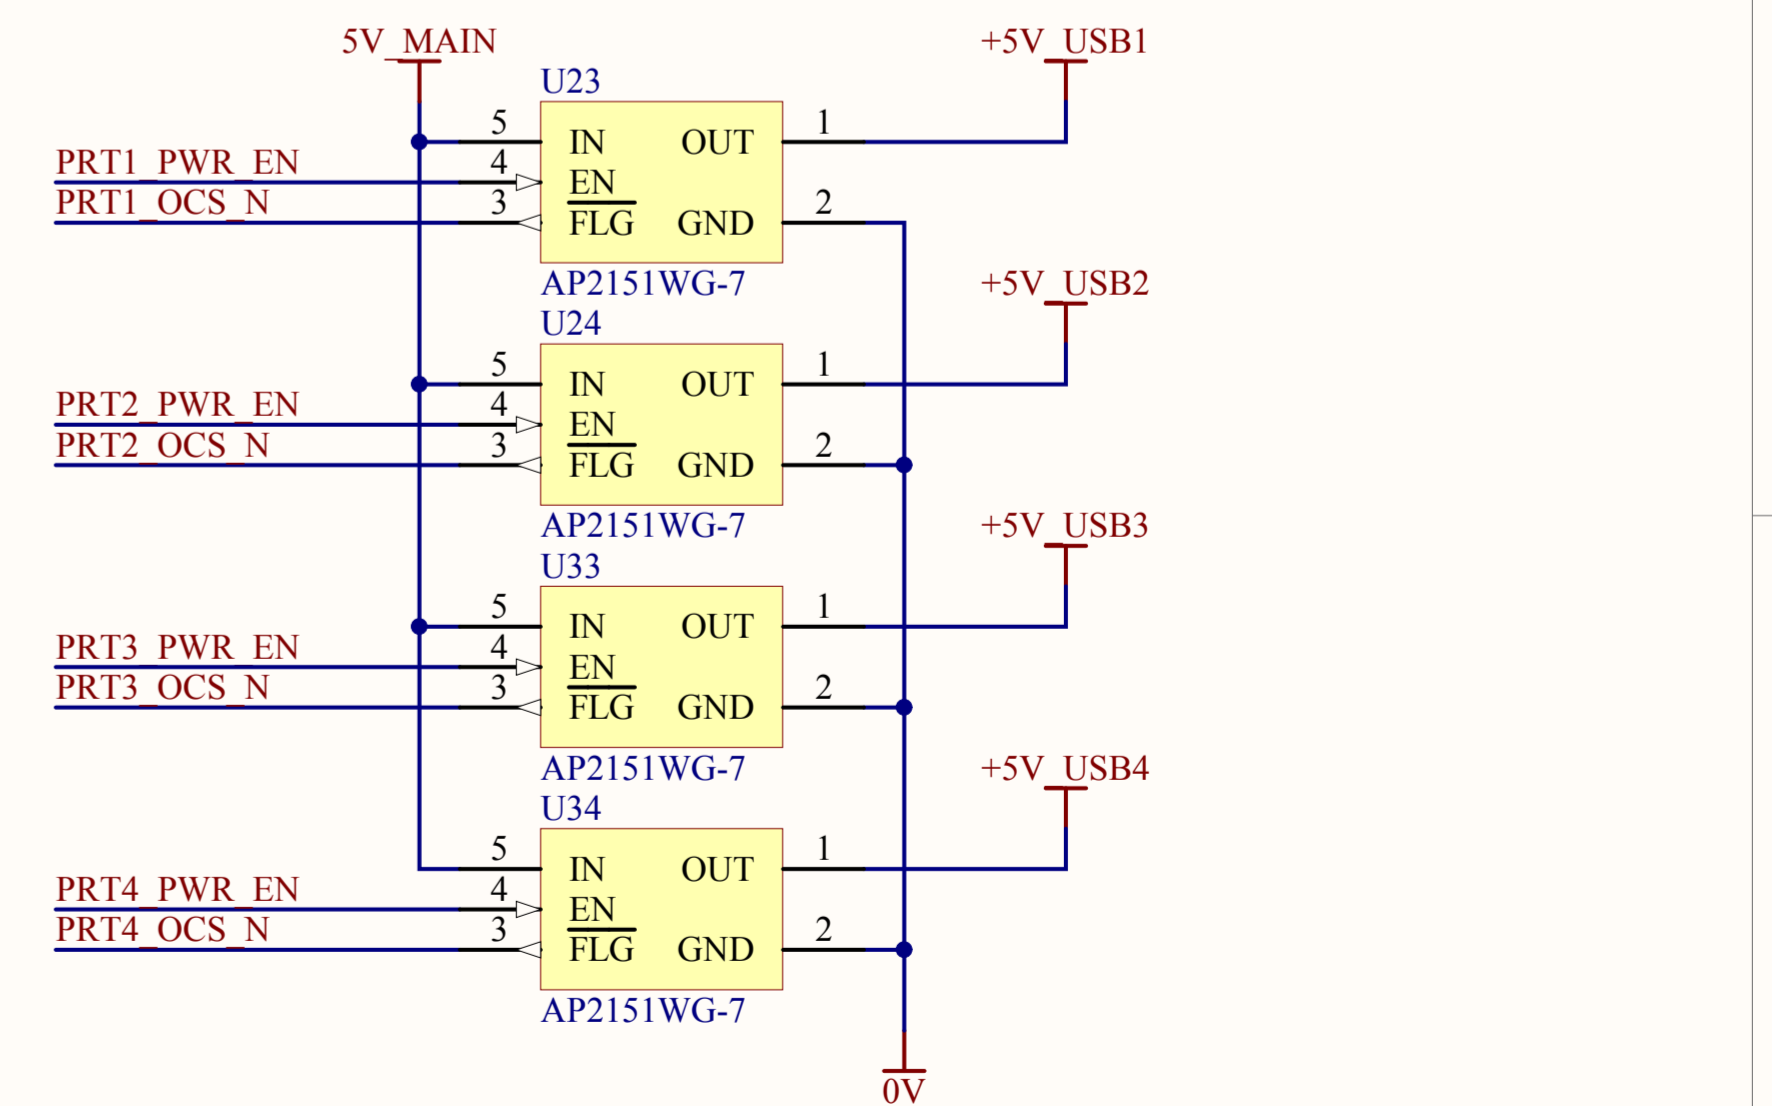 5V_MAIN
+5V_USB1
U23
5 IN OUT 1
PRT1_PWR_EN 4 EN
PRT1_OCS_N 3 FLG GND 2
AP2151WG-7
+5V_USB2
U24
5 IN OUT 1
PRT2_PWR_EN 4 EN
PRT2_OCS_N 3 FLG GND 2
AP2151WG-7
+5V_USB3
U33
5 IN OUT 1
PRT3_PWR_EN 4 EN
PRT3_OCS_N 3 FLG GND 2
AP2151WG-7
+5V_USB4
U34
5 IN OUT 1
PRT4_PWR_EN 4 EN
PRT4_OCS_N 3 FLG GND 2
AP2151WG-7
0V